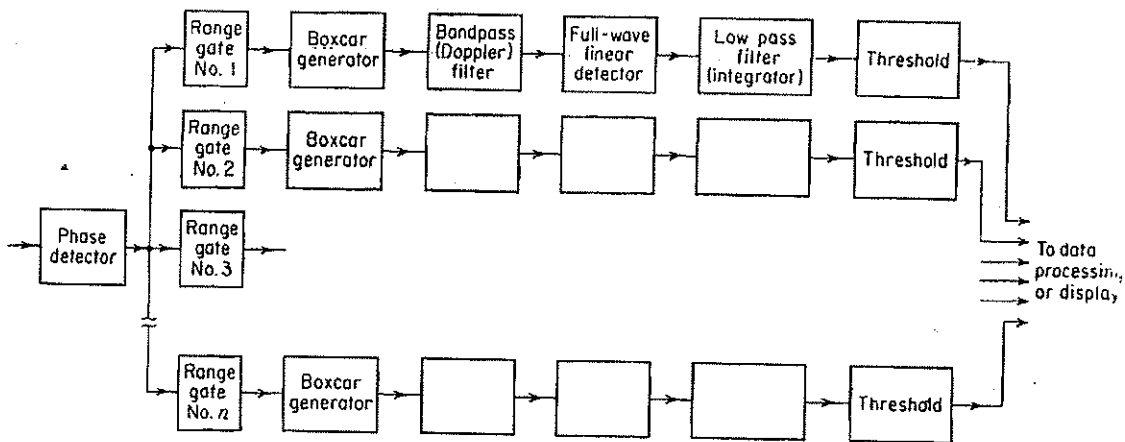 Range
gate
No. 1
Boxcar
generator
Bandpass
(Doppler)
filter
Full-wave
linear
detector
Low pass
filter
(integrator)
Threshold
Range
gate
No. 2
Boxcar
generator
Threshold
Phase
detector
Range
gate
No. 3
To data
processing
or display
Range
gate
No. n
Boxcar
generator
Threshold